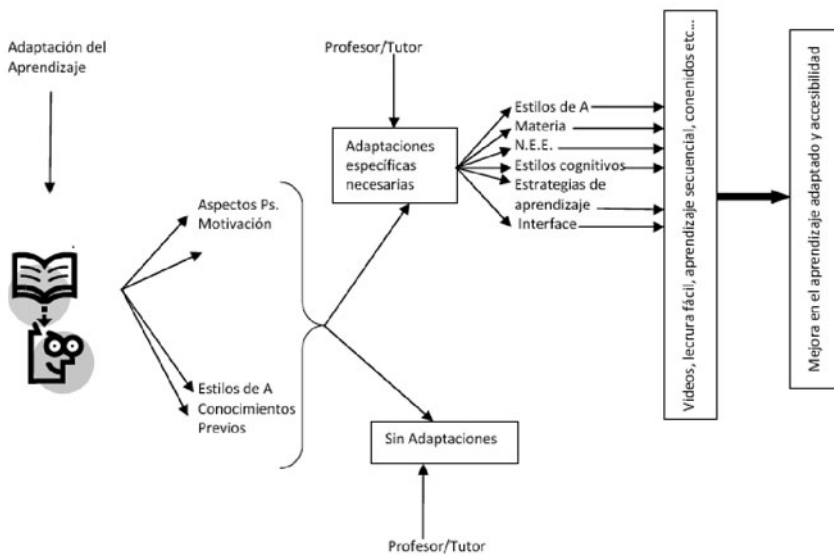 Adaptación del
Aprendizaje
Aspectos Ps.
Motivación
Estilos de A
Conocimientos
Previos
Profesor/Tutor
Adaptaciones
específicas
necesarias
Sin Adaptaciones
Profesor/Tutor
Estilos de A
Materia
N.E.E.
Estilos cognitivos
Estrategias de
aprendizaje
Interface
Videos, lecrura fácil, aprendizaje secuencial, conenidos etc...
Mejora en el aprendizaje adaptado y accesibilidad